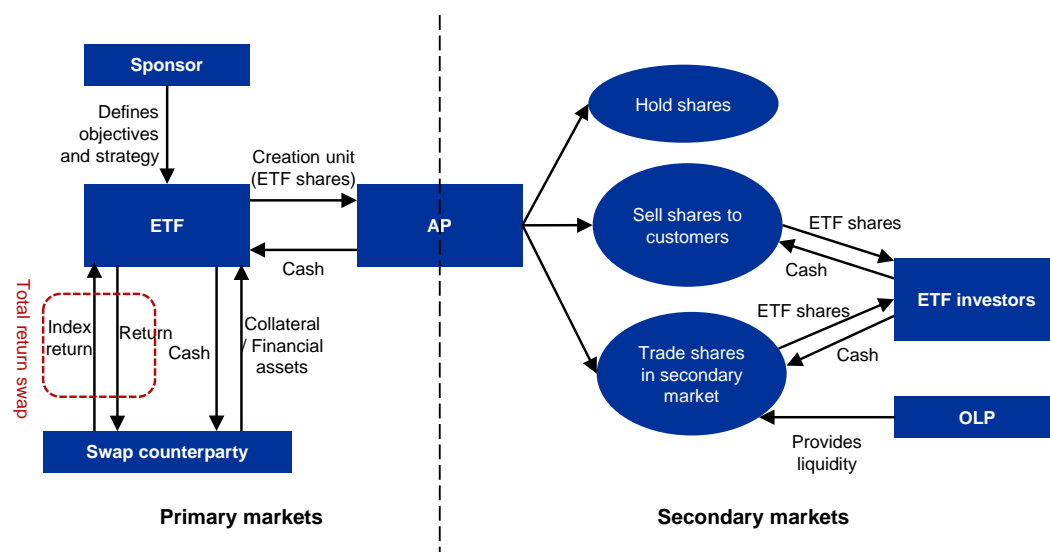 Sponsor
Defines
objectives
and strategy
Creation unit
(ETF shares)
ETF
AP
Cash
Total return swap
Index
return
Return
Cash
Collateral
/ Financial
assets
Swap counterparty
Primary markets
Hold shares
Sell shares to
customers
ETF shares
Cash
ETF investors
ETF shares
Cash
Trade shares
in secondary
market
OLP
Provides
liquidity
Secondary markets